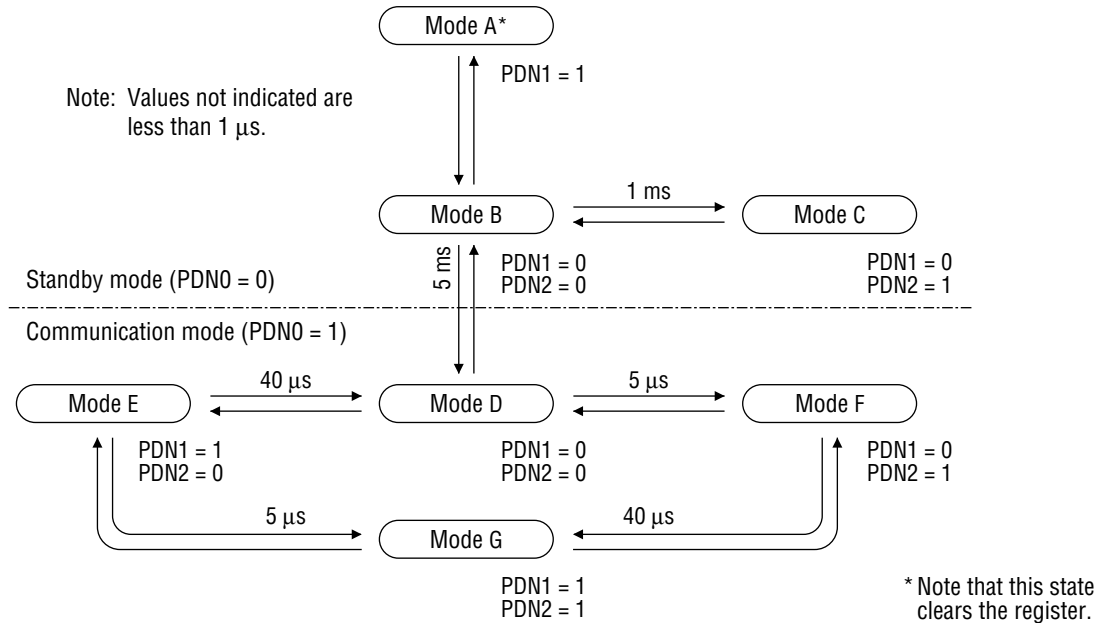 Mode A*
PDN1 = 1
Note: Values not indicated are
less than 1 μs.
Mode B
1 ms
Mode C
5 ms
PDN1 = 0
PDN2 = 0
PDN1 = 0
PDN2 = 1
Standby mode (PDN0 = 0)
Communication mode (PDN0 = 1)
Mode E
40 μs
Mode D
5 μs
Mode F
PDN1 = 1
PDN2 = 0
PDN1 = 0
PDN2 = 0
PDN1 = 0
PDN2 = 1
5 μs
Mode G
40 μs
PDN1 = 1
PDN2 = 1
* Note that this state
clears the register.